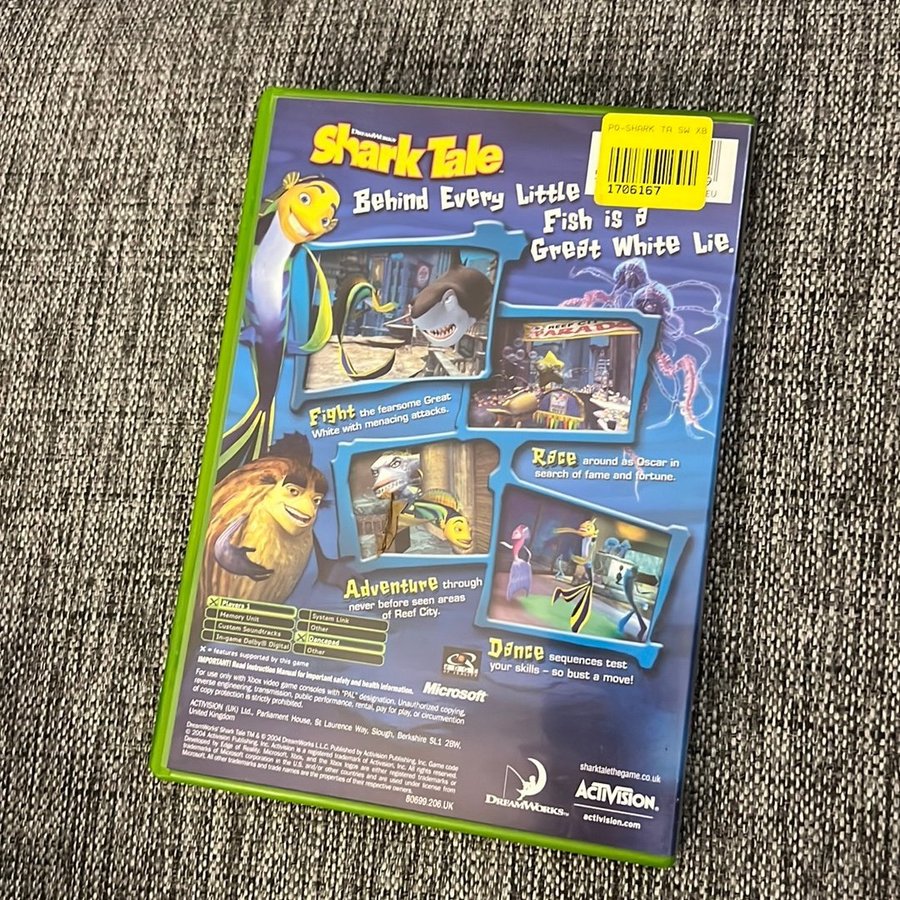 DREAMWORKS
Shark Tale
PO-SHARK TA SW XB
1706167
9
EU
Behind Every Little
Fish is a
Great White Lie.
Fight the fearsome Great
White with menacing attacks.
Race around as Oscar in
search of fame and fortune.
Adventure through
never before seen areas
of Reef City.
Dance sequences test
your skills – so bust a move!
X Players 1
Memory Unit
Custom Soundtracks
In-game Dolby® Digital
System Link
Other
X Dancepad
Other
X = features supported by this game
IMPORTANT! Read Instruction Manual for important safety and health information.
For use only with Xbox video game consoles with "PAL" designation. Unauthorized copying,
reverse engineering, transmission, public performance, rental, pay for play, or circumvention
of copy protection is strictly prohibited.
Microsoft
ACTIVISION (UK) Ltd., Parliament House, St Laurence Way, Slough, Berkshire SL1 2BW,
United Kingdom
DreamWorks' Shark Tale TM & © 2004 DreamWorks L.L.C. Published by Activision Publishing, Inc. Game code
© 2004 Activision Publishing, Inc. Activision is a registered trademark of Activision, Inc. All rights reserved.
Developed by Edge of Reality. Microsoft, Xbox, and the Xbox logos are either registered trademarks or
trademarks of Microsoft corporation in the U.S. and/or other countries and are used under license from
Microsoft. All other trademarks and trade names are the properties of their respective owners.
80699.206.UK
DREAMWORKS
sharktalethegame.co.uk
ACTIVISION.
activision.com